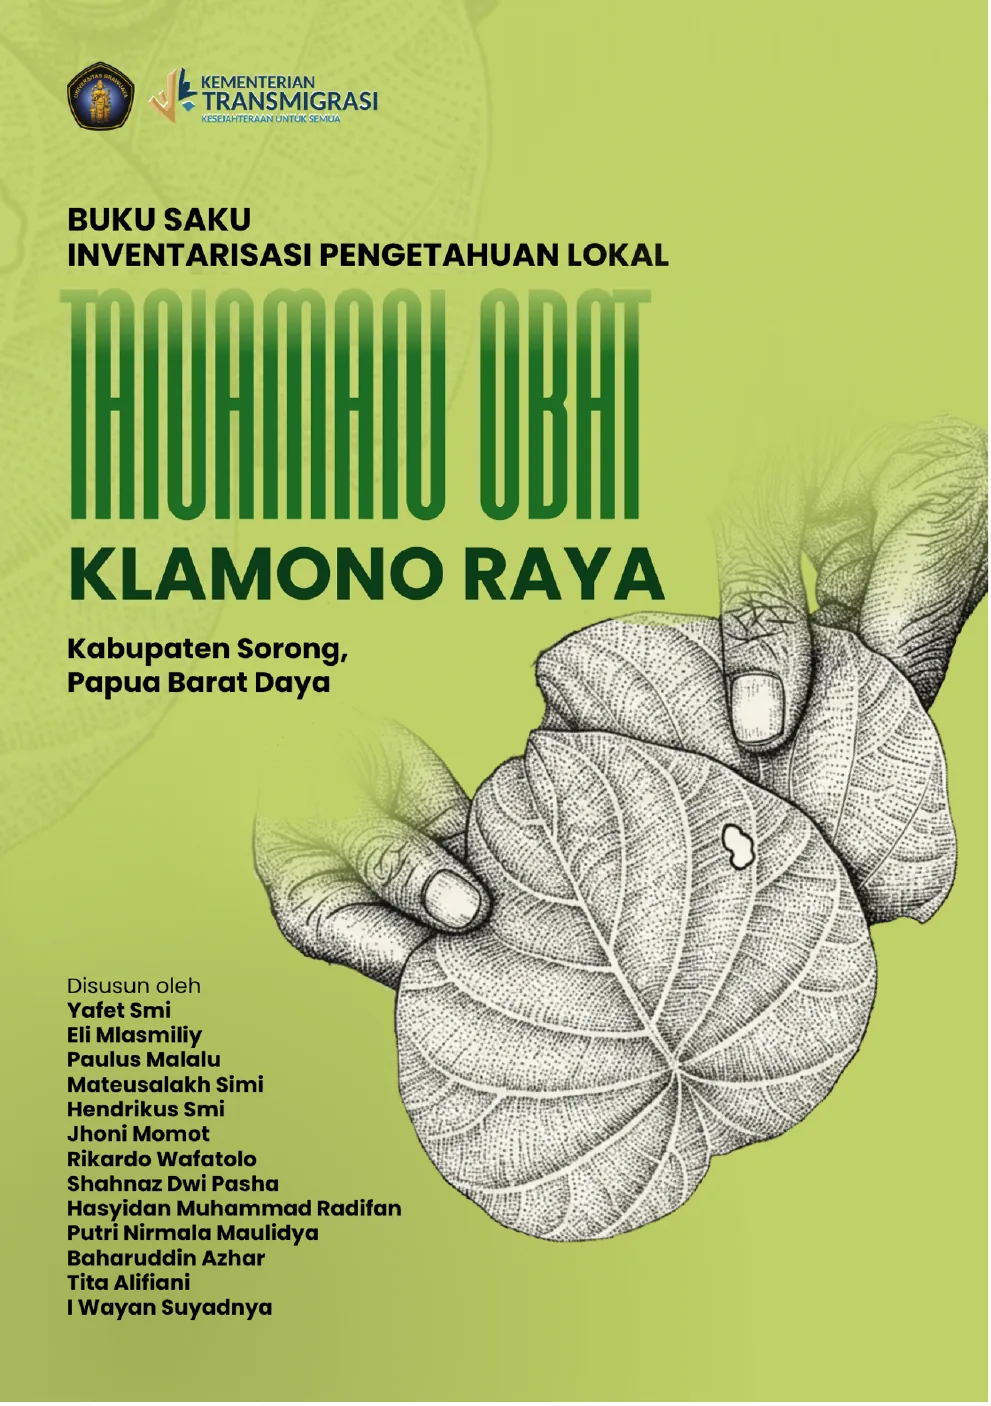 UNIVERSITAS BRAWIJAYA
KEMENTERIAN
TRANSMIGRASI
KESEJAHTERAAN UNTUK SEMUA
BUKU SAKU
INVENTARISASI PENGETAHUAN LOKAL
TANAMAN OBAT
KLAMONO RAYA
Kabupaten Sorong,
Papua Barat Daya
Disusun oleh
Yafet Smi
Eli Mlasmiliy
Paulus Malalu
Mateusalakh Simi
Hendrikus Smi
Jhoni Momot
Rikardo Wafatolo
Shahnaz Dwi Pasha
Hasyidan Muhammad Radifan
Putri Nirmala Maulidya
Baharuddin Azhar
Tita Alifiani
I Wayan Suyadnya